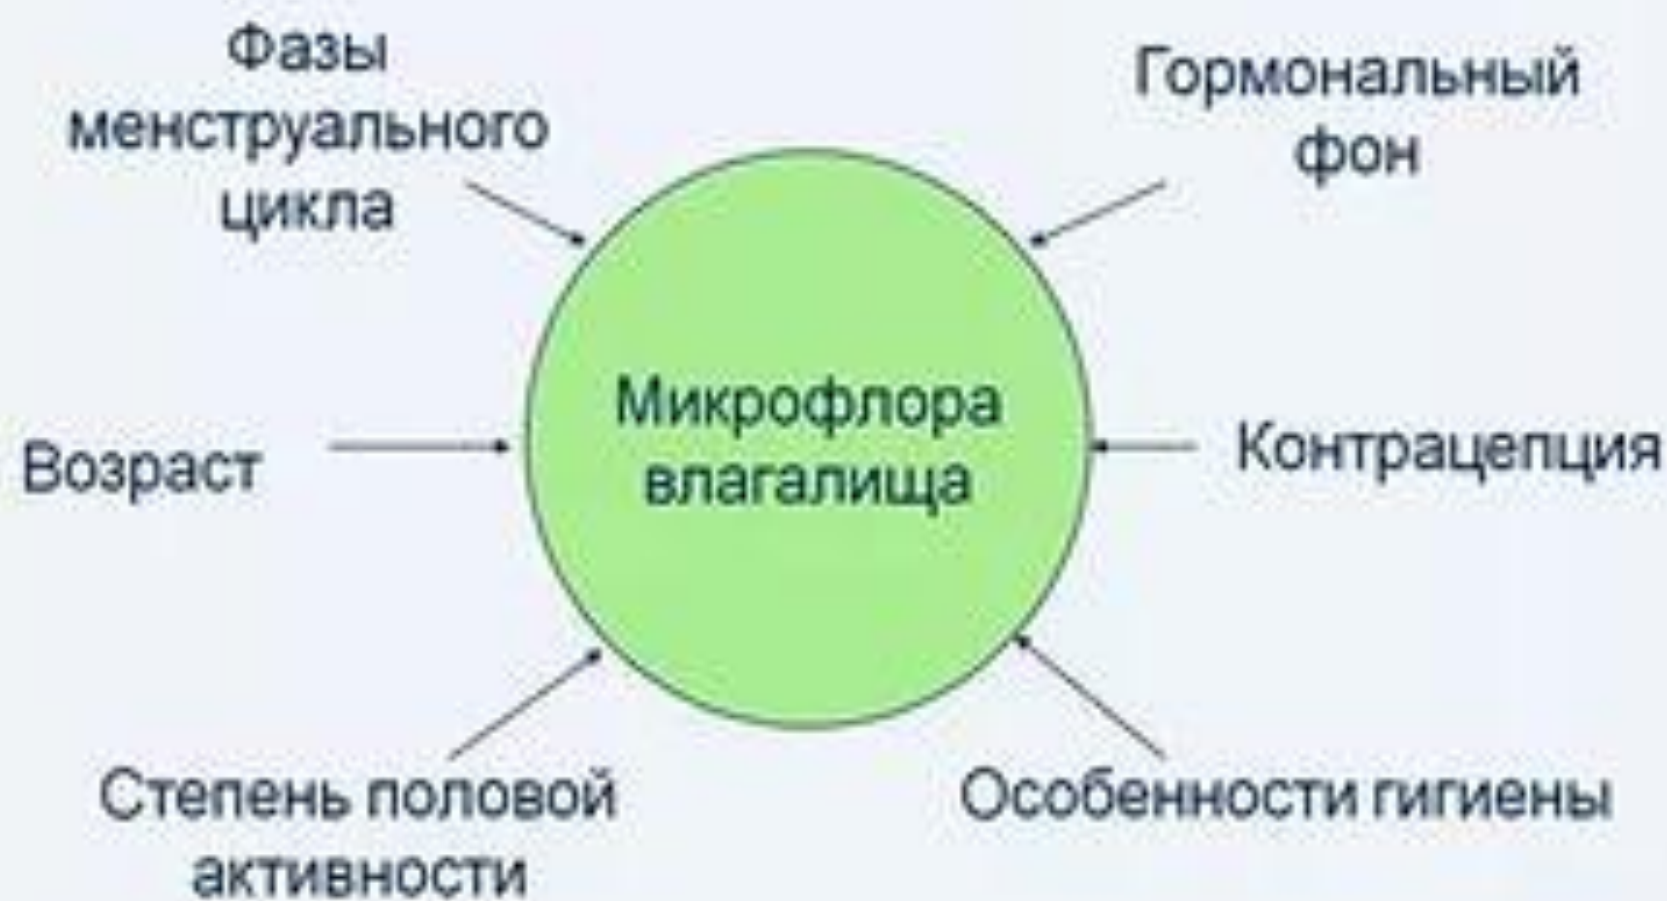 Фазы
менструального
цикла
Гормональный
фон
Микрофлора
влагалища
Возраст
Контрацепция
Степень половой
активности
Особенности гигиены